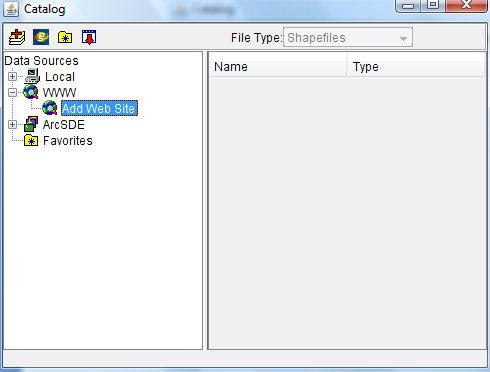 Catalog
File Type: Shapefiles
Data Sources
Local
WWW
Add Web Site
ArcSDE
Favorites
Name Type